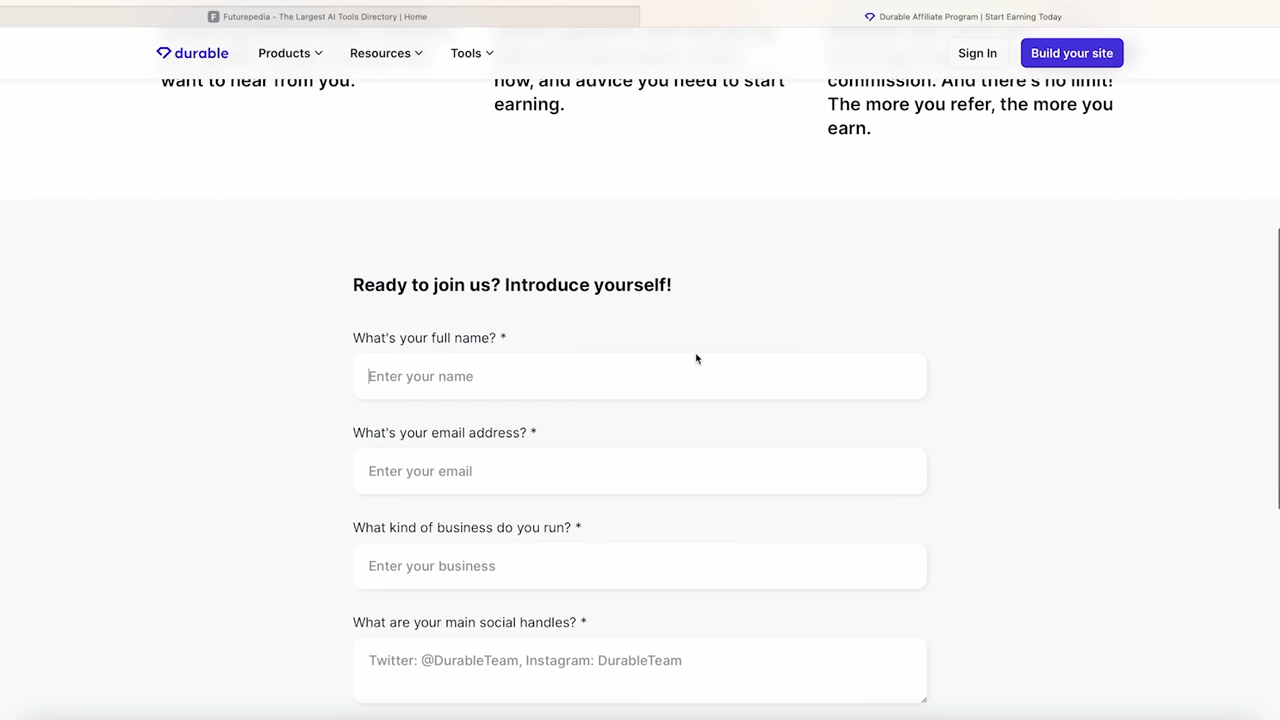 Futurepedia - The Largest AI Tools Directory | Home
Durable Affiliate Program | Start Earning Today
durable Products Resources Tools Sign In Build your site
want to hear from you.
how, and advice you need to start
earning.
commission. And there's no limit!
The more you refer, the more you
earn.
Ready to join us? Introduce yourself!
What's your full name? *
Enter your name
What's your email address? *
Enter your email
What kind of business do you run? *
Enter your business
What are your main social handles? *
Twitter: @DurableTeam, Instagram: DurableTeam